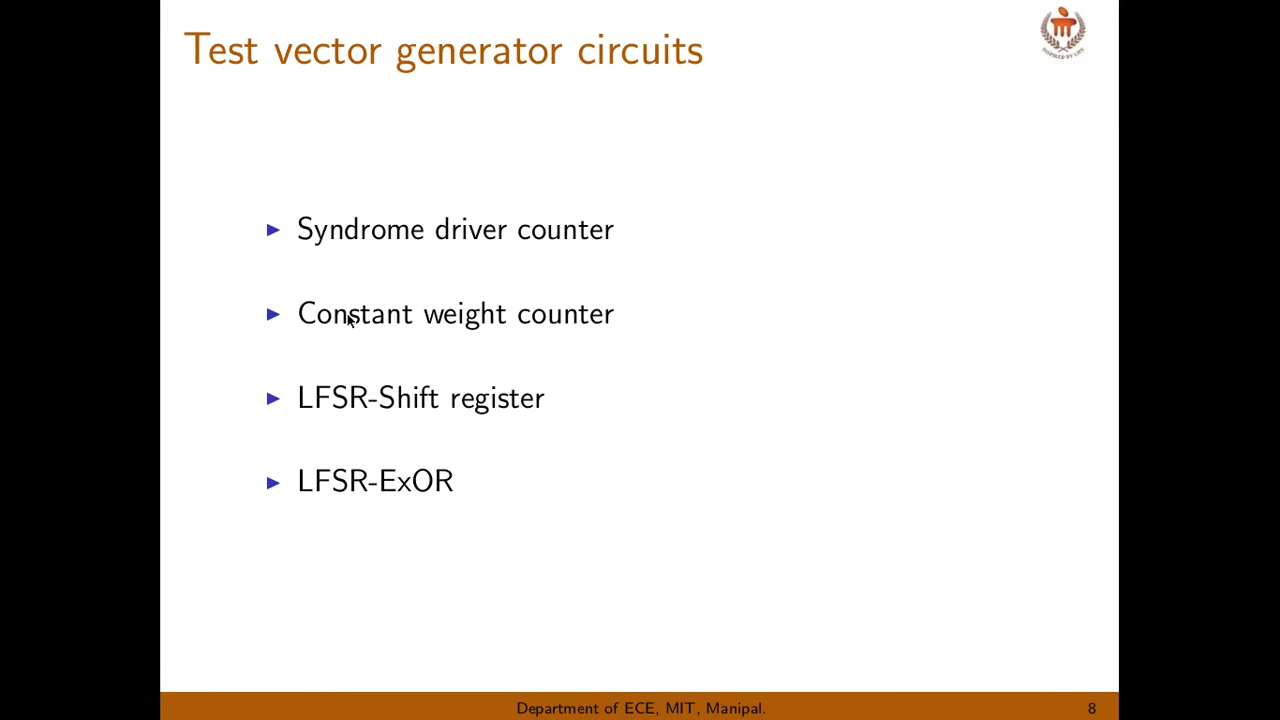 Test vector generator circuits
Syndrome driver counter
Constant weight counter
LFSR-Shift register
LFSR-ExOR
Department of ECE, MIT, Manipal.
8